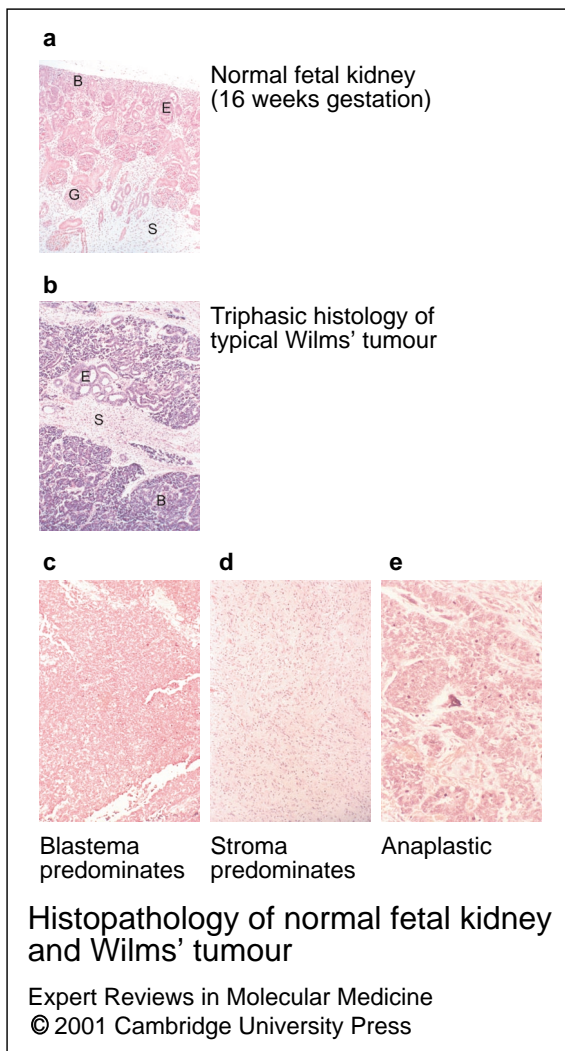 a
B
E
G
S
Normal fetal kidney
(16 weeks gestation)
b
E
S
B
Triphasic histology of
typical Wilms' tumour
c
d
e
Blastema
predominates
Stroma
predominates
Anaplastic
Histopathology of normal fetal kidney
and Wilms' tumour
Expert Reviews in Molecular Medicine
© 2001 Cambridge University Press